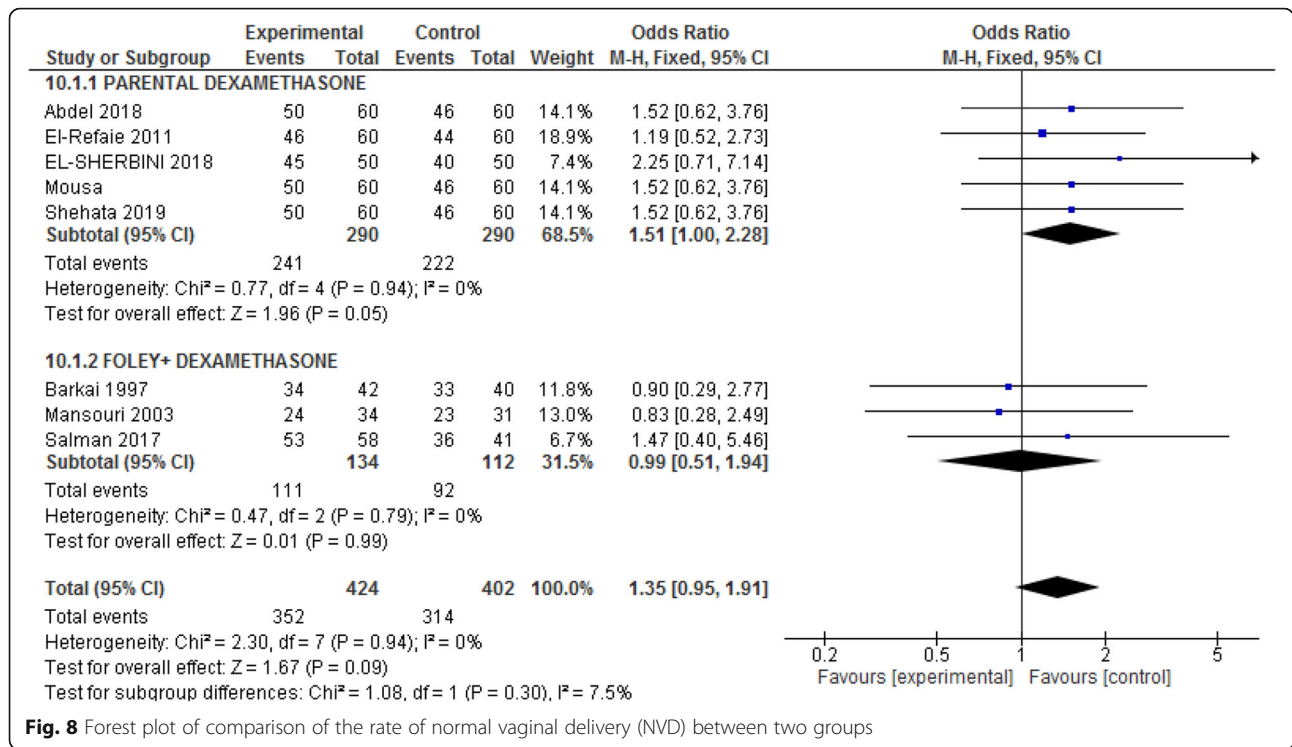 Experimental Control Odds Ratio Odds Ratio
Study or Subgroup Events Total Events Total Weight M-H, Fixed, 95% CI M-H, Fixed, 95% CI
10.1.1 PARENTAL DEXAMETHASONE
Abdel 2018 50 60 46 60 14.1% 1.52 [0.62, 3.76]
El-Refaie 2011 46 60 44 60 18.9% 1.19 [0.52, 2.73]
EL-SHERBINI 2018 45 50 40 50 7.4% 2.25 [0.71, 7.14]
Mousa 50 60 46 60 14.1% 1.52 [0.62, 3.76]
Shehata 2019 50 60 46 60 14.1% 1.52 [0.62, 3.76]
Subtotal (95% CI) 290 290 68.5% 1.51 [1.00, 2.28]
Total events 241 222
Heterogeneity: Chi² = 0.77, df = 4 (P = 0.94); I² = 0%
Test for overall effect: Z = 1.96 (P = 0.05)
10.1.2 FOLEY+ DEXAMETHASONE
Barkai 1997 34 42 33 40 11.8% 0.90 [0.29, 2.77]
Mansouri 2003 24 34 23 31 13.0% 0.83 [0.28, 2.49]
Salman 2017 53 58 36 41 6.7% 1.47 [0.40, 5.46]
Subtotal (95% CI) 134 112 31.5% 0.99 [0.51, 1.94]
Total events 111 92
Heterogeneity: Chi² = 0.47, df = 2 (P = 0.79); I² = 0%
Test for overall effect: Z = 0.01 (P = 0.99)
Total (95% CI) 424 402 100.0% 1.35 [0.95, 1.91]
Total events 352 314
Heterogeneity: Chi² = 2.30, df = 7 (P = 0.94); I² = 0%
Test for overall effect: Z = 1.67 (P = 0.09)
Test for subgroup differences: Chi² = 1.08, df = 1 (P = 0.30), I² = 7.5%
0.2 0.5 1 2 5
Favours [experimental] Favours [control]
Fig. 8 Forest plot of comparison of the rate of normal vaginal delivery (NVD) between two groups